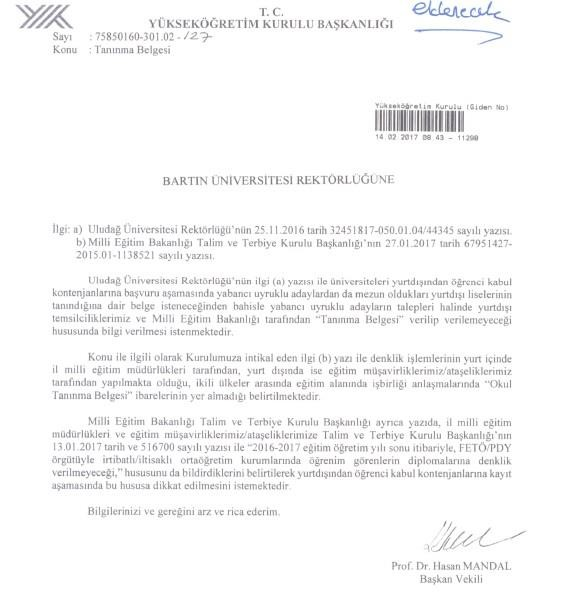 T. C.
YÜKSEKÖĞRETİM KURULU BAŞKANLIĞI
eklenecek
Sayı : 75850160-301.02 -127
Konu : Tanınma Belgesi
Yükseköğretim Kurulu (Giden No)
14.02.2017 08:43 - 11298
BARTIN ÜNİVERSİTESİ REKTÖRLÜĞÜNE
İlgi: a) Uludağ Üniversitesi Rektörlüğü'nün 25.11.2016 tarih 32451817-050.01.04/44345 sayılı yazısı.
b) Milli Eğitim Bakanlığı Talim ve Terbiye Kurulu Başkanlığı'nın 27.01.2017 tarih 67951427-
2015.01-1138521 sayılı yazısı.
Uludağ Üniversitesi Rektörlüğü'nün ilgi (a) yazısı ile üniversiteleri yurtdışından öğrenci kabul
kontenjanlarına başvuru aşamasında yabancı uyruklu adaylardan da mezun oldukları yurtdışı liselerinin
tanındığına dair belge isteneceğinden bahisle yabancı uyruklu adayların talepleri halinde yurtdışı
temsilciliklerimiz ve Milli Eğitim Bakanlığı tarafından "Tanınma Belgesi" verilip verilemeyeceği
hususunda bilgi verilmesi istenmektedir.
Konu ile ilgili olarak Kurulumuza intikal eden ilgi (b) yazı ile denklik işlemlerinin yurt içinde
il milli eğitim müdürlükleri tarafından, yurt dışında ise eğitim müşavirliklerimiz/ataşeliklerimiz
tarafından yapılmakta olduğu, ikili ülkeler arasında eğitim alanında işbirliği anlaşmalarında "Okul
Tanınma Belgesi" ibarelerinin yer almadığı belirtilmektedir.
Milli Eğitim Bakanlığı Talim ve Terbiye Kurulu Başkanlığı ayrıca yazıda, il milli eğitim
müdürlükleri ve eğitim müşavirliklerimiz/ataşeliklerimize Talim ve Terbiye Kurulu Başkanlığı'nın
13.01.2017 tarih ve 516700 sayılı yazısı ile "2016-2017 eğitim öğretim yılı sonu itibariyle, FETÖ/PDY
örgütüyle irtibatlı/iltisaklı ortaöğretim kurumlarında öğrenim görenlerin diplomalarına denklik
verilmeyeceği," hususunu da bildirdiklerini belirtilerek yurtdışından öğrenci kabul kontenjanlarına kayıt
aşamasında bu hususa dikkat edilmesini istemektedir.
Bilgilerinizi ve gereğini arz ve rica ederim.
Prof. Dr. Hasan MANDAL
Başkan Vekili